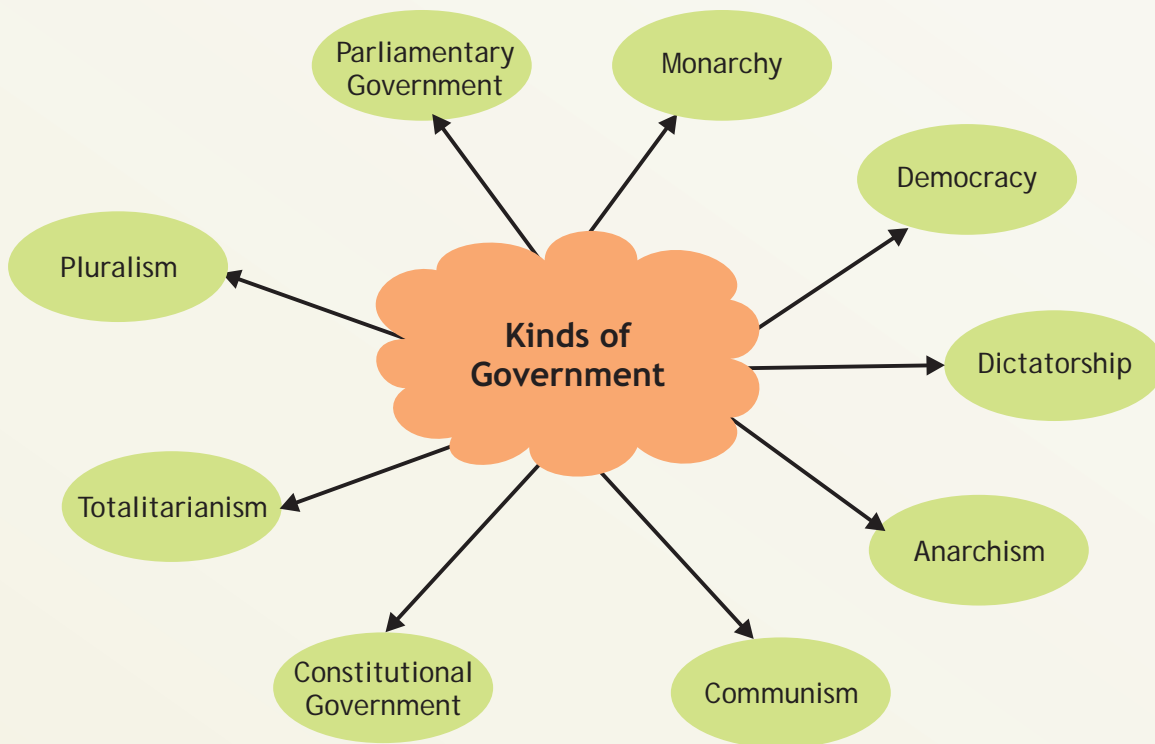 Parliamentary
Government
Monarchy
Democracy
Pluralism
Kinds of
Government
Dictatorship
Totalitarianism
Anarchism
Constitutional
Government
Communism